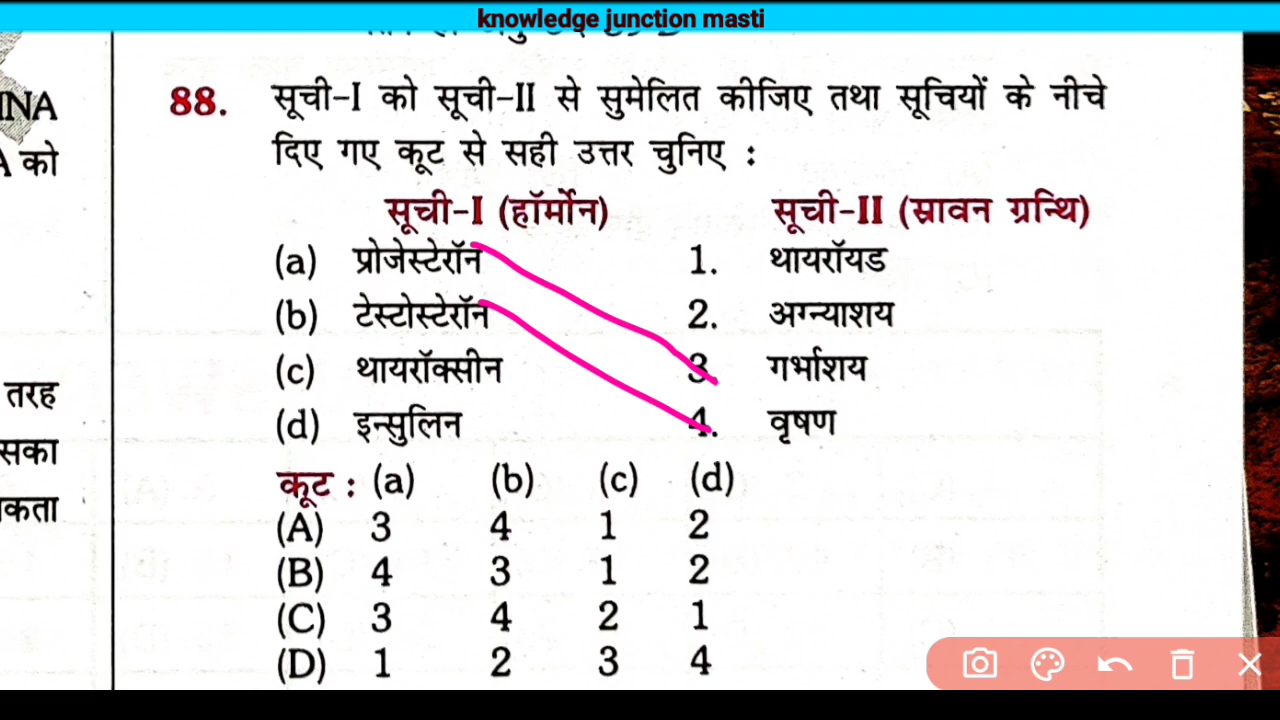 knowledge junction masti
INA
88. सूची-I को सूची-II से सुमेलित कीजिए तथा सूचियों के नीचे
को
दिए गए कूट से सही उत्तर चुनिए :
सूची-I (हॉर्मोन) सूची-II (स्रावन ग्रन्थि)
(a) प्रोजेस्टेरॉन 1. थायरॉयड
(b) टेस्टोस्टेरॉन 2. अग्न्याशय
(c) थायरॉक्सीन 3. गर्भाशय
तरह
(d) इन्सुलिन 4. वृषण
कूट : (a) (b) (c) (d)
(A) 3 4 1 2
(B) 4 3 1 2
(C) 3 4 2 1
(D) 1 2 3 4